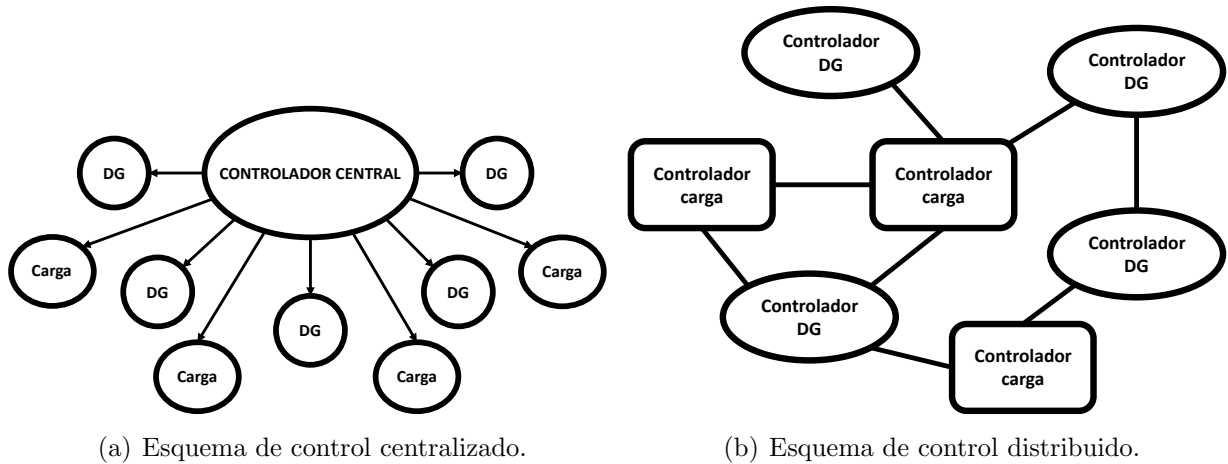 DG
CONTROLADOR CENTRAL
DG
Carga
DG
DG
DG
Carga
Carga
Carga
(a) Esquema de control centralizado.
Controlador
DG
Controlador
DG
Controlador
carga
Controlador
carga
Controlador
DG
Controlador
DG
Controlador
carga
(b) Esquema de control distribuido.